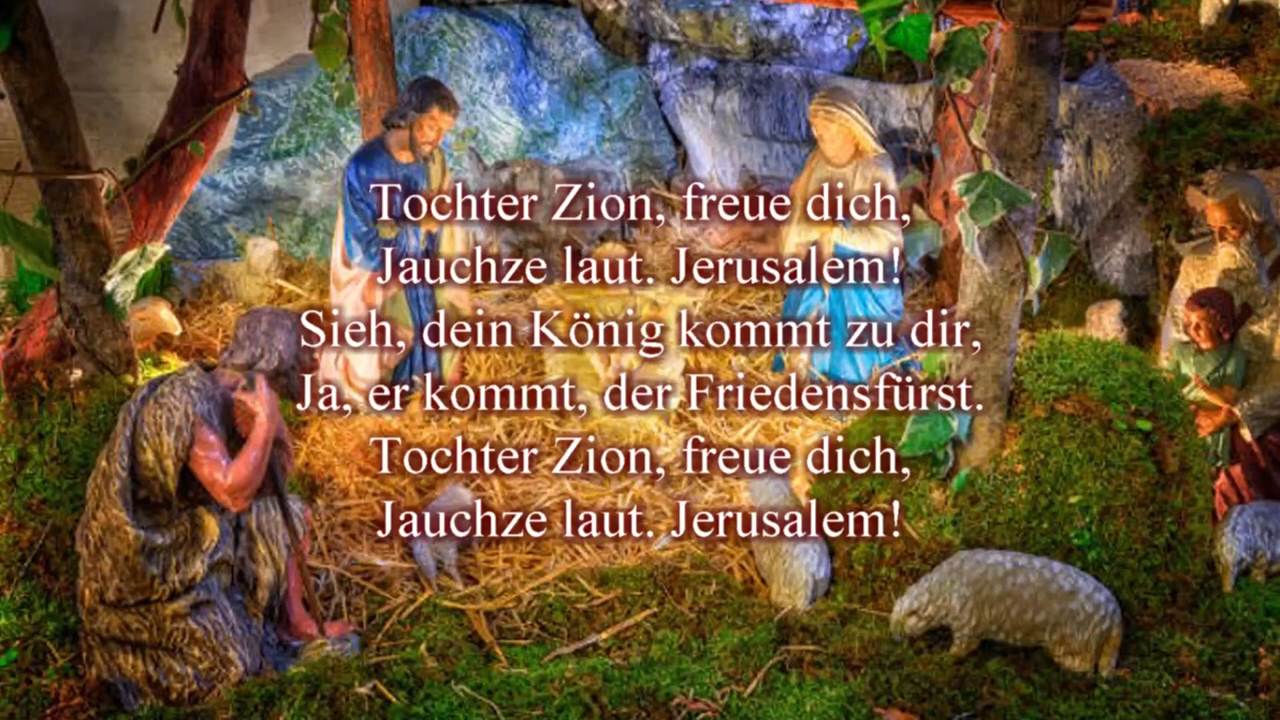 Tochter Zion, freue dich,
Jauchze laut. Jerusalem!
Sieh, dein König kommt zu dir,
Ja, er kommt, der Friedensfürst.
Tochter Zion, freue dich,
Jauchze laut. Jerusalem!